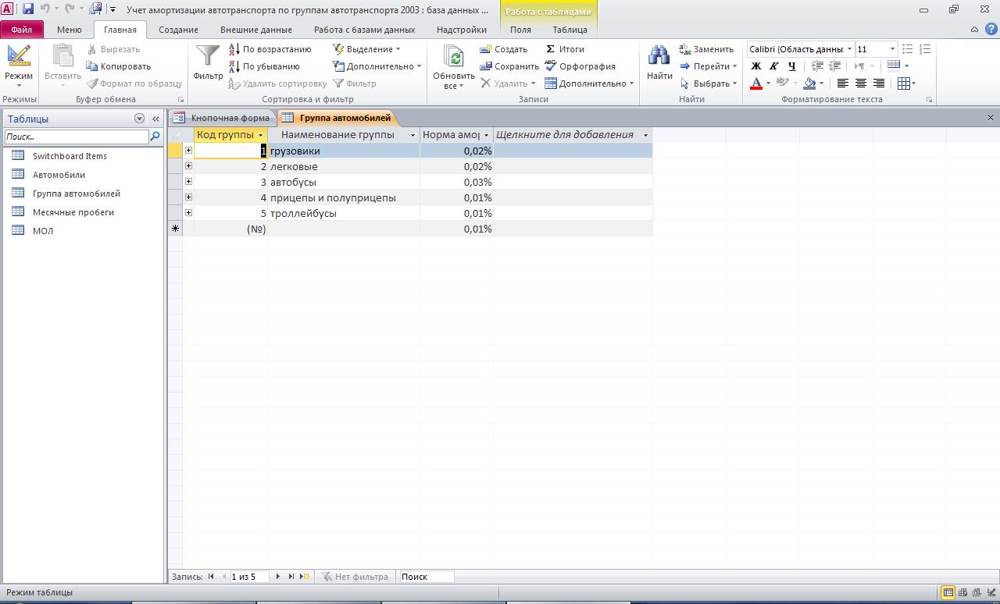 Учет амортизации автотранспорта по группам автотранспорта 2003 : база данных ...
Работа с таблицами
Файл Меню Главная Создание Внешние данные Работа с базами данных Надстройки Поля Таблица
Режим
Режимы
Вставить
Вырезать
Копировать
Формат по образцу
Буфер обмена
Фильтр
По возрастанию
По убыванию
Удалить сортировку
Выделение
Дополнительно
Фильтр
Сортировка и фильтр
Обновить
все
Создать
Сохранить
Удалить
Итоги
Орфография
Дополнительно
Записи
Найти
Заменить
Перейти
Выбрать
Найти
Calibri (Область данны: 11
Ж К Ч
Форматирование текста
Таблицы
Поиск...
Switchboard Items
Автомобили
Группа автомобилей
Месячные пробеги
МОЛ
Кнопочная форма Группа автомобилей
Код группы Наименование группы Норма амор Щелкните для добавления
1 грузовики 0,02%
2 легковые 0,02%
3 автобусы 0,03%
4 прицепы и полуприцепы 0,01%
5 троллейбусы 0,01%
(№) 0,01%
Запись: 1 из 5 Нет фильтра Поиск
Режим таблицы